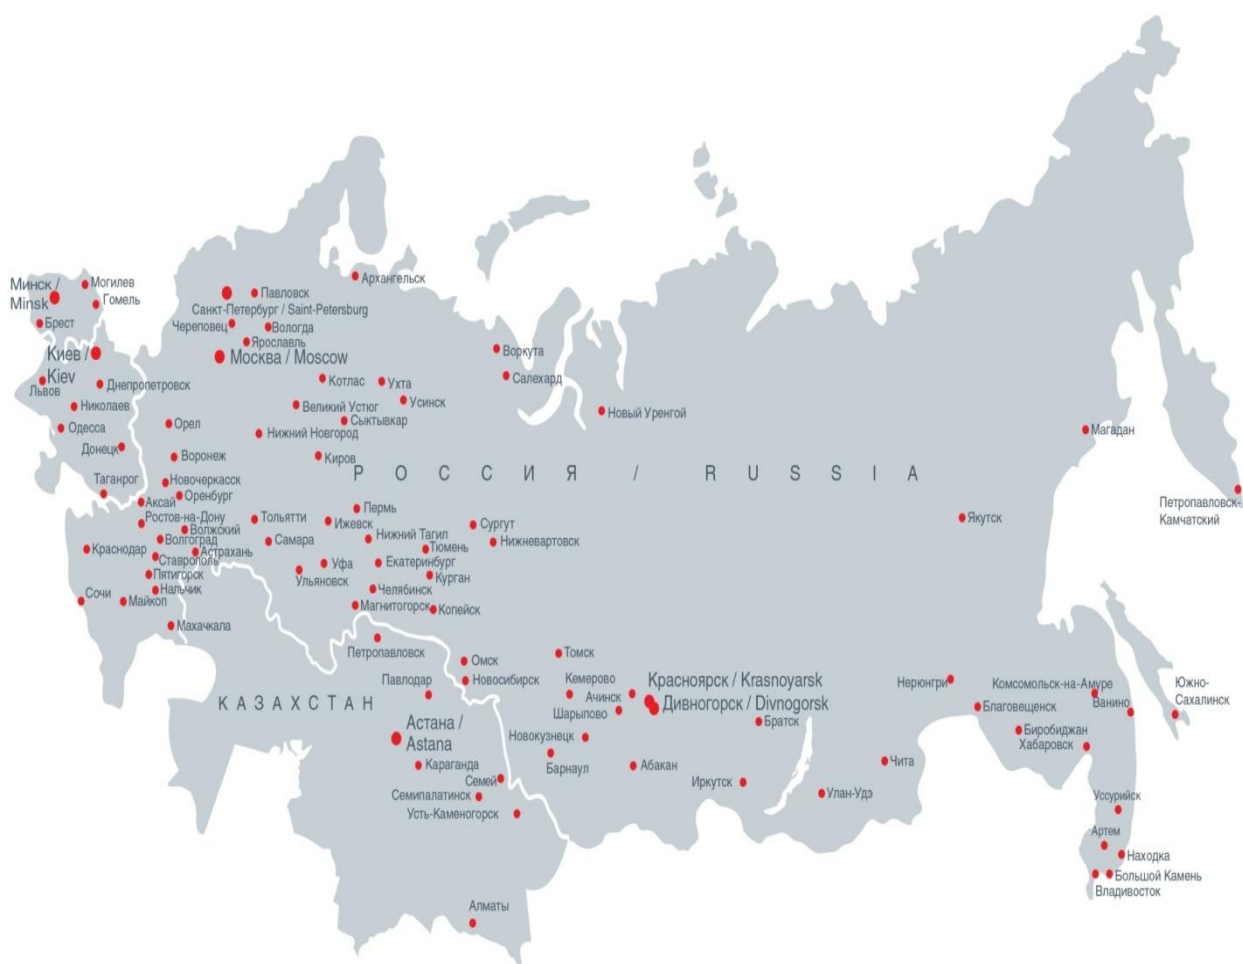 Архангельск
Минск /
Minsk
Могилев
Гомель
Брест
Павловск
Санкт-Петербург / Saint-Petersburg
Череповец
Вологда
Ярославль
Москва / Moscow
Киев /
Kiev
Львов
Днепропетровск
Николаев
Одесса
Донецк
Таганрог
Воркута
Салехард
Котлас
Ухта
Усинск
Великий Устюг
Сыктывкар
Новый Уренгой
Орел
Нижний Новгород
Магадан
Воронеж
Киров
РОССИЯ / RUSSIA
Новочеркасск
Оренбург
Аксай
Петропавловск-
Камчатский
Пермь
Якутск
Ростов-на-Дону
Волжский
Тольятти
Ижевск
Сургут
Нижний Тагил
Нижневартовск
Волгоград
Самара
Краснодар
Астрахань
Тюмень
Ставрополь
Уфа
Екатеринбург
Пятигорск
Ульяновск
Курган
Нальчик
Челябинск
Сочи
Майкоп
Магнитогорск
Копейск
Махачкала
Петропавловск
Омск
Томск
Новосибирск
Павлодар
Кемерово
Ачинск
Красноярск / Krasnoyarsk
Дивногорск / Divnogorsk
Шарыпово
Братск
Нерюнгри
Комсомольск-на-Амуре
Ванино
Южно-
Сахалинск
Благовещенск
КАЗАХСТАН
Астана /
Astana
Новокузнецк
Биробиджан
Хабаровск
Караганда
Барнаул
Абакан
Чита
Семей
Иркутск
Улан-Удэ
Семипалатинск
Усть-Каменогорск
Уссурийск
Артем
Находка
Большой Камень
Владивосток
Алматы